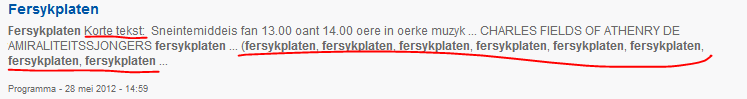 Fersykplaten
Fersykplaten Korte tekst:  Sneintemiddeis fan 13.00 oant 14.00 oere in oerke muzyk ... CHARLES FIELDS OF ATHENRY DE
AMIRALITEITSSJONGERS fersykplaten ... (fersykplaten, fersykplaten, fersykplaten, fersykplaten, fersykplaten, fersykplaten,
fersykplaten, fersykplaten ...
Programma - 28 mei 2012 - 14:59